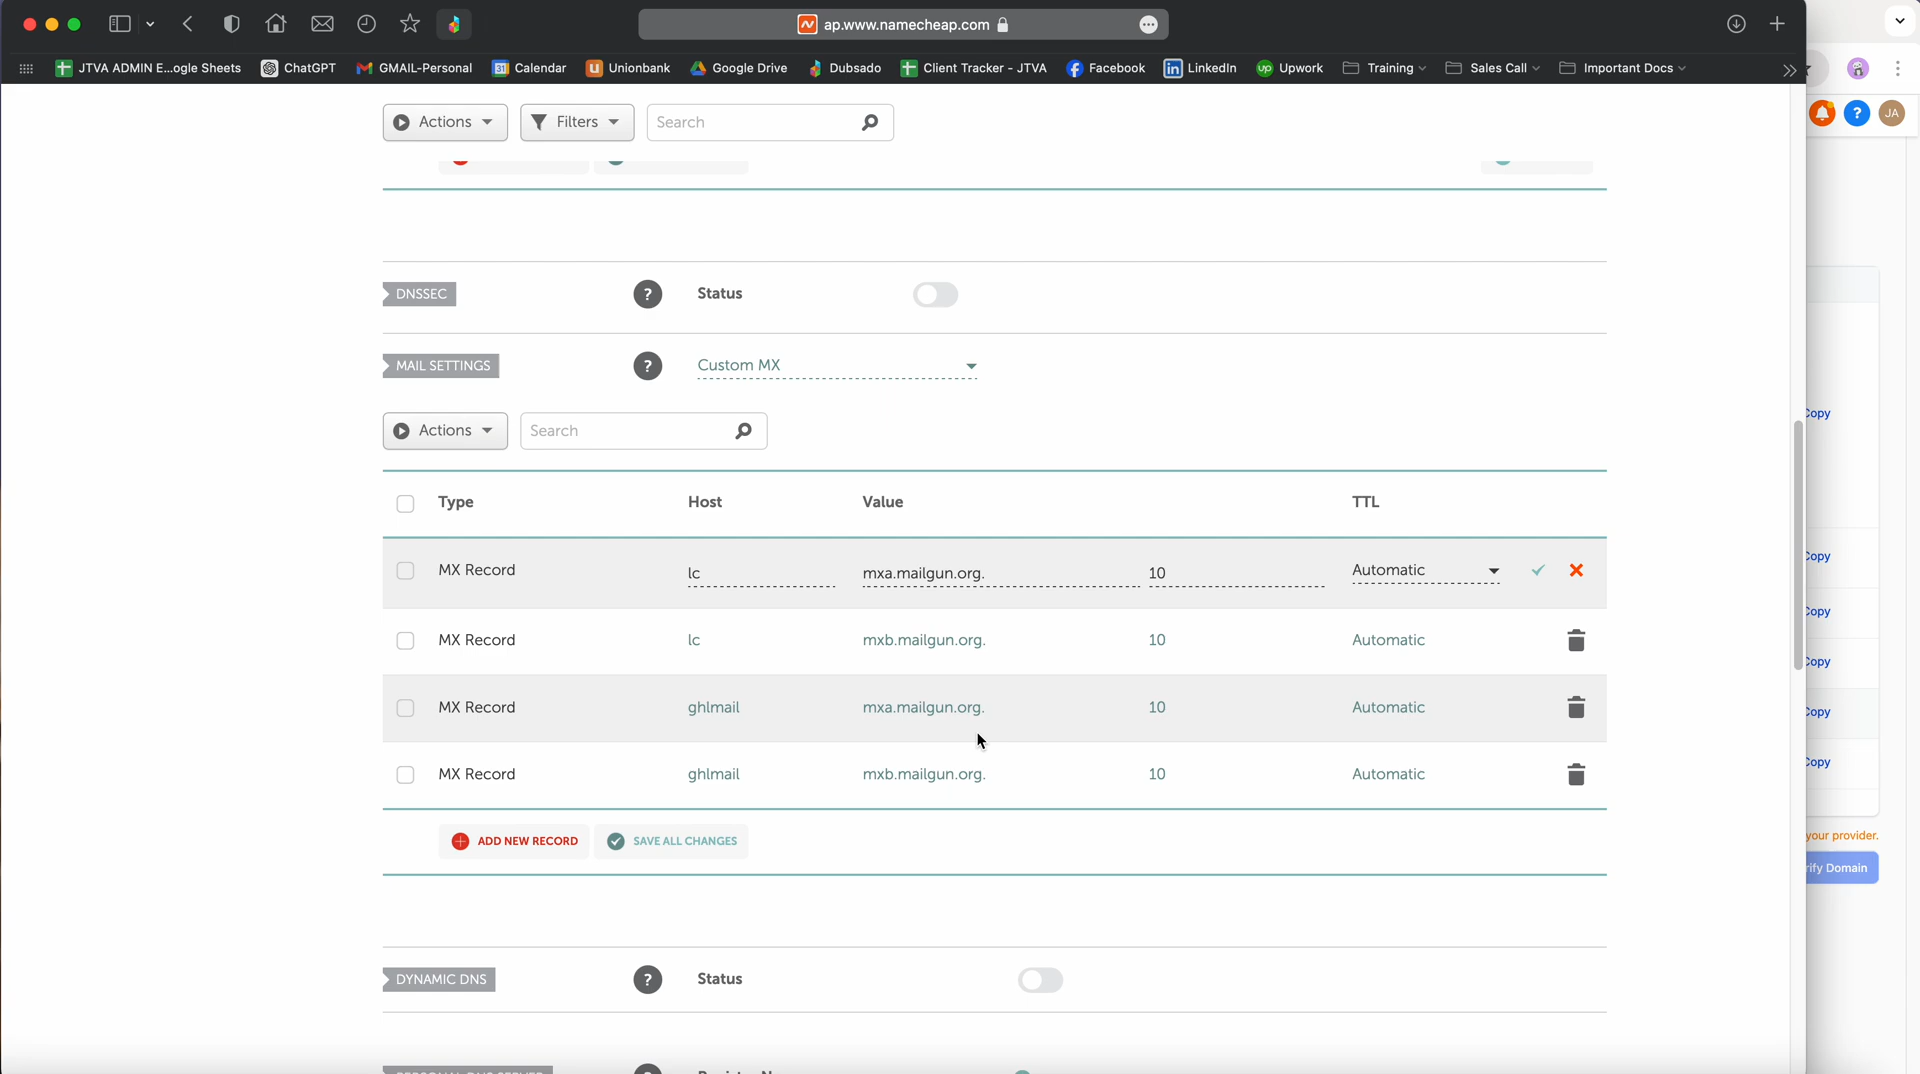 ap.www.namecheap.com
JTVA ADMIN E...ogle Sheets ChatGPT GMAIL-Personal Calendar Unionbank Google Drive Dubsado Client Tracker - JTVA Facebook LinkedIn Upwork Training Sales Call Important Docs
JA
Actions Filters Search
DNSSEC ? Status
MAIL SETTINGS ? Custom MX
Actions Search
Type Host Value TTL
MX Record lc mxa.mailgun.org. 10 Automatic
MX Record lc mxb.mailgun.org. 10 Automatic
MX Record ghlmail mxa.mailgun.org. 10 Automatic
MX Record ghlmail mxb.mailgun.org. 10 Automatic
ADD NEW RECORD SAVE ALL CHANGES
DYNAMIC DNS ? Status
Copy
Copy
Copy
Copy
Copy
Copy
your provider.
rify Domain